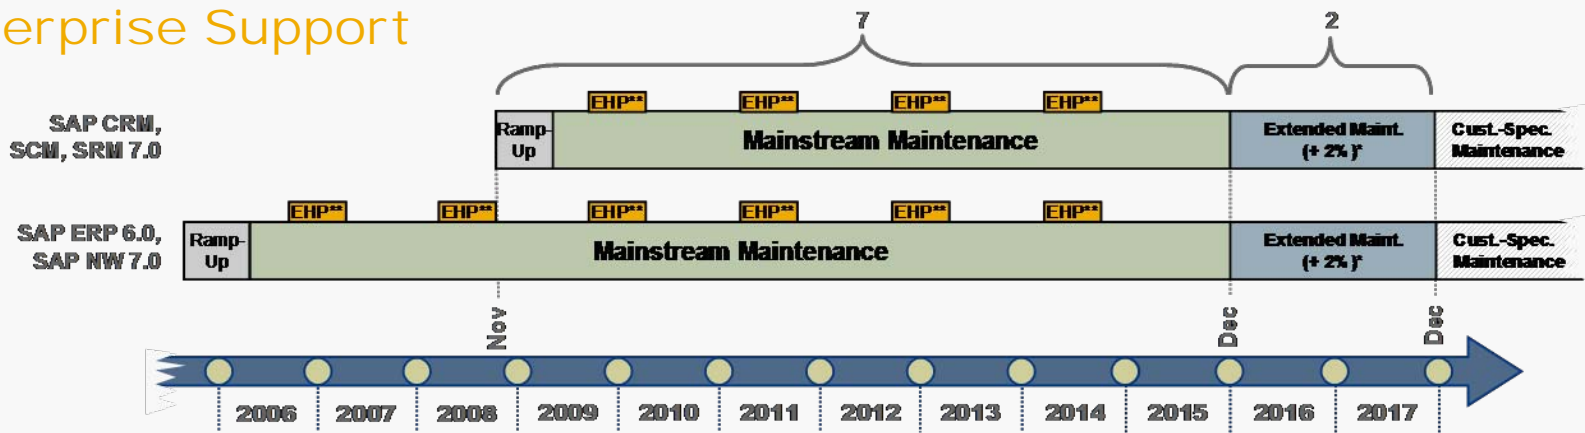 erprise Support
7
2
EHP** EHP** EHP** EHP**
SAP CRM,
SCM, SRM 7.0
Ramp-
Up
Mainstream Maintenance
Extended Maint.
(+ 2% )*
Cust.-Spec.
Maintenance
EHP** EHP** EHP** EHP** EHP** EHP**
SAP ERP 6.0,
SAP NW 7.0
Ramp-
Up
Mainstream Maintenance
Extended Maint.
(+ 2% )*
Cust.-Spec.
Maintenance
Nov
Dec
Dec
2006 2007 2008 2009 2010 2011 2012 2013 2014 2015 2016 2017